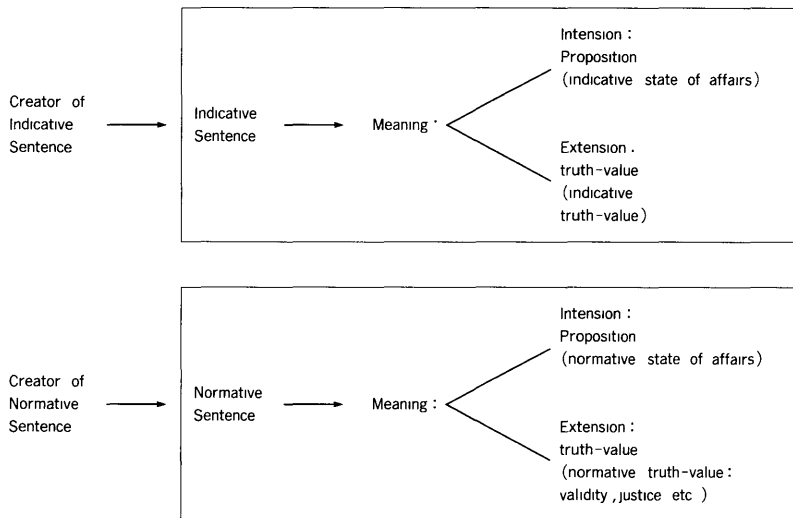 Intension :
Proposition
(indicative state of affairs)
Creator of
Indicative
Sentence
Indicative
Sentence
Meaning :
Extension .
truth-value
(indicative
truth-value)
Intension :
Proposition
(normative state of affairs)
Creator of
Normative
Sentence
Normative
Sentence
Meaning :
Extension :
truth-value
(normative truth-value :
validity , justice etc )